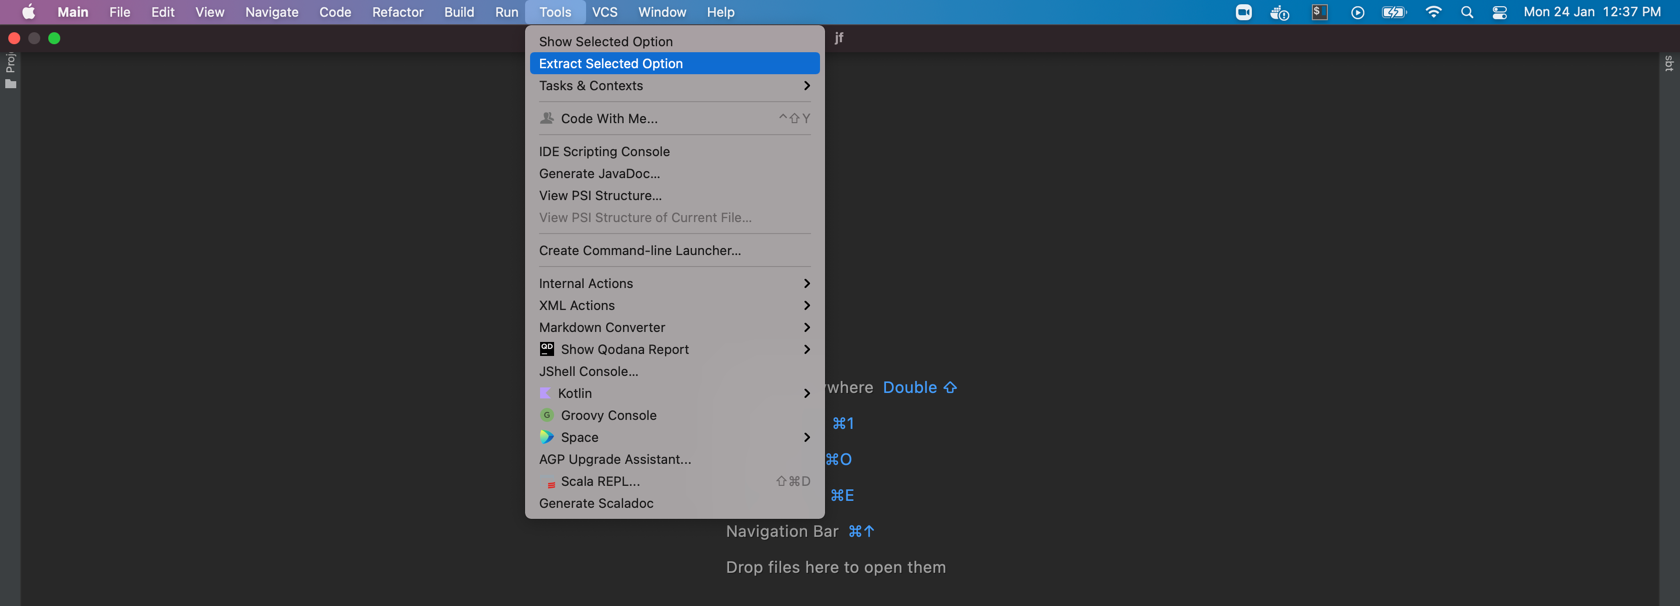 Main File Edit View Navigate Code Refactor Build Run Tools VCS Window Help $ Mon 24 Jan 12:37 PM
jf
Proj
sbt
Show Selected Option
Extract Selected Option
Tasks & Contexts
Code With Me... ^⇧Y
IDE Scripting Console
Generate JavaDoc...
View PSI Structure...
View PSI Structure of Current File...
Create Command-line Launcher...
Internal Actions
XML Actions
Markdown Converter
QD Show Qodana Report
JShell Console...
Kotlin
G Groovy Console
Space
AGP Upgrade Assistant...
Scala REPL... ⇧⌘D
Generate Scaladoc
ywhere Double ⇧
⌘1
⌘O
⌘E
Navigation Bar ⌘↑
Drop files here to open them